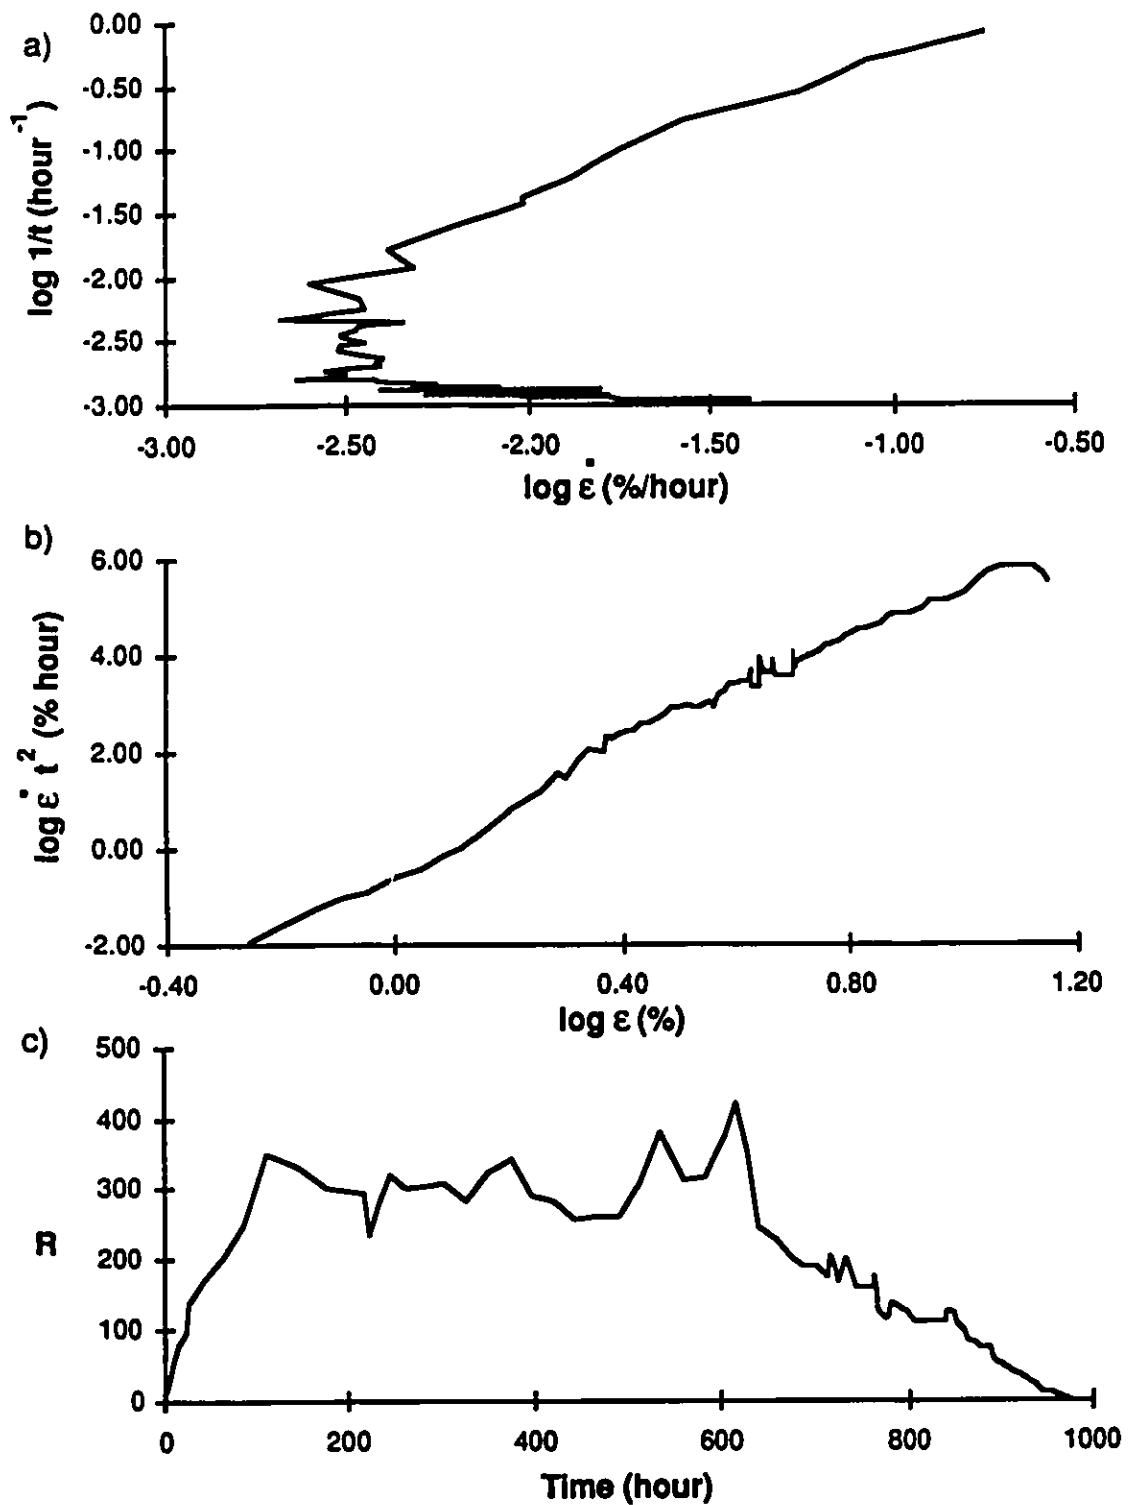 a)
log 1/t (hour⁻¹)
0.00
-0.50
-1.00
-1.50
-2.00
-2.50
-3.00
-3.00 -2.50 -2.00 -1.50 -1.00 -0.50
log ε̇ (%/hour)
b)
log ε̇ t² (% hour)
6.00
4.00
2.00
0.00
-2.00
-0.40 0.00 0.40 0.80 1.20
log ε (%)
c)
R
500
400
300
200
100
0
0 200 400 600 800 1000
Time (hour)